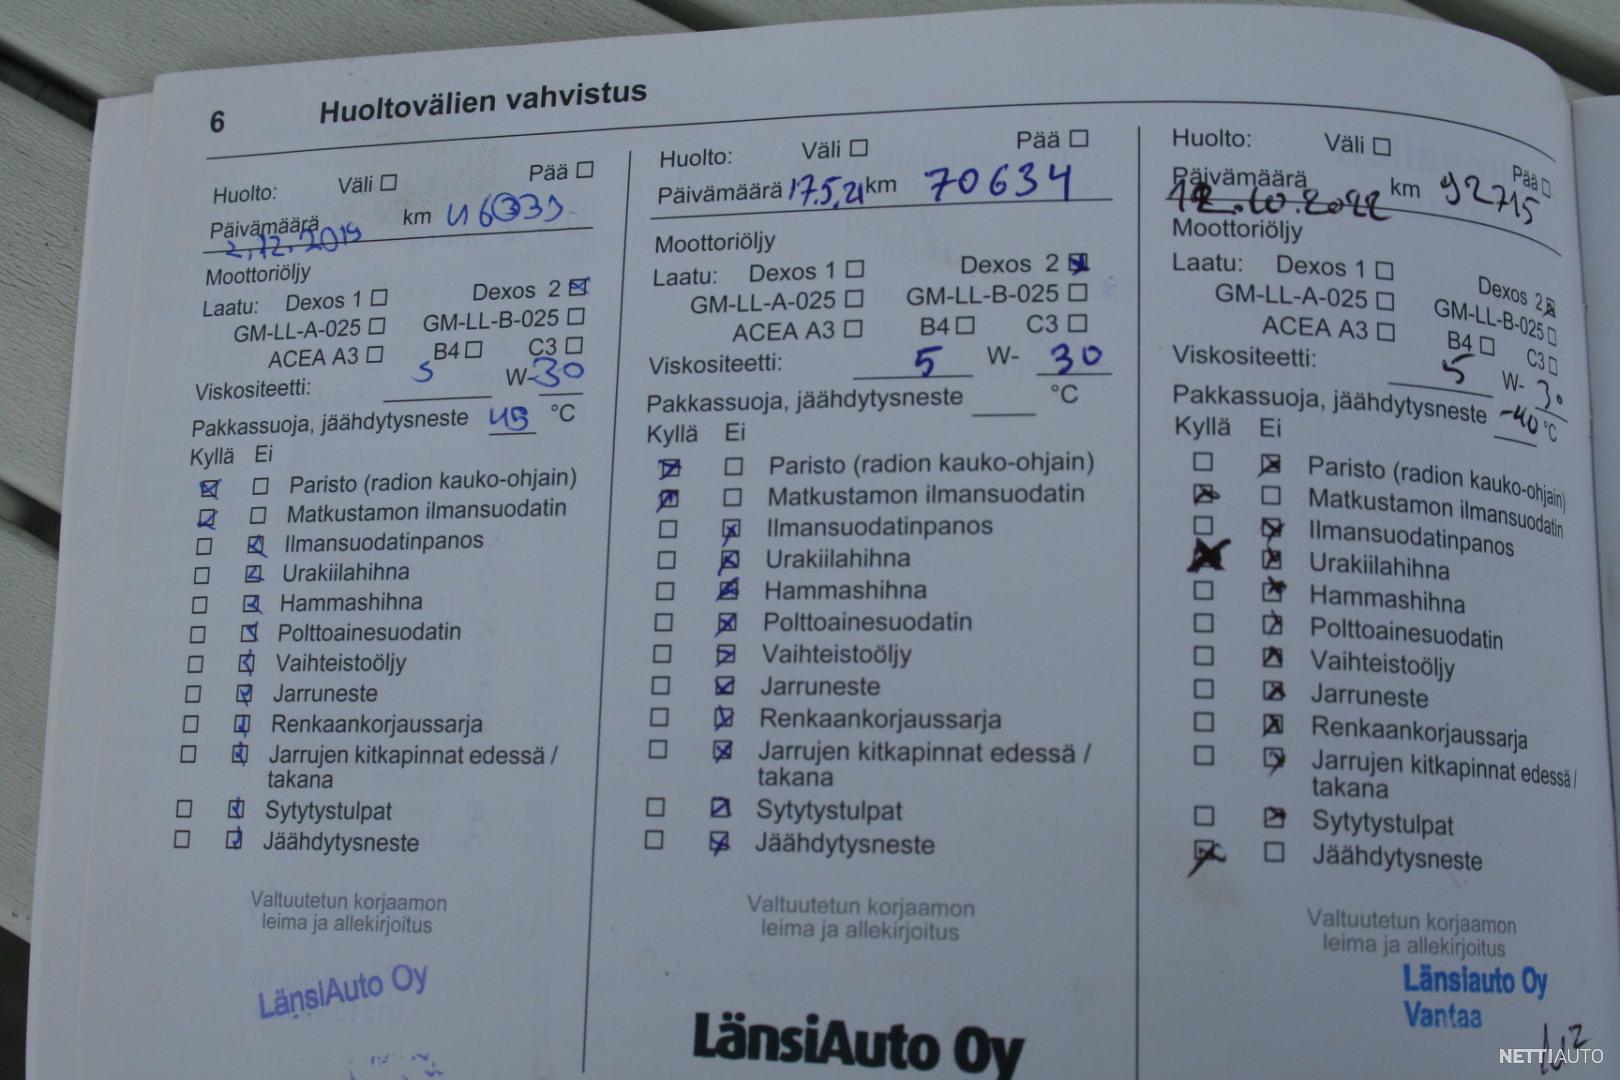 6 Huoltovälien vahvistus
Huolto: Väli Pää
Päivämäärä km
2.12.2019
Moottoriöljy
Laatu: Dexos 1 Dexos 2
GM-LL-A-025 GM-LL-B-025
ACEA A3 B4 C3
Viskositeetti: 5 W-30
Pakkassuoja, jäähdytysneste °C
Kyllä Ei
Paristo (radion kauko-ohjain)
Matkustamon ilmansuodatin
Ilmansuodatinpanos
Urakiilahihna
Hammashihna
Polttoainesuodatin
Vaihteistoöljy
Jarruneste
Renkaankorjaussarja
Jarrujen kitkapinnat edessä /
takana
Sytytystulpat
Jäähdytysneste
Valtuutetun korjaamon
leima ja allekirjoitus
LänsiAuto Oy
Huolto: Väli Pää
Päivämäärä 17.5.21 km 70634
Moottoriöljy
Laatu: Dexos 1 Dexos 2
GM-LL-A-025 GM-LL-B-025
ACEA A3 B4 C3
Viskositeetti: 5 W- 30
Pakkassuoja, jäähdytysneste °C
Kyllä Ei
Paristo (radion kauko-ohjain)
Matkustamon ilmansuodatin
Ilmansuodatinpanos
Urakiilahihna
Hammashihna
Polttoainesuodatin
Vaihteistoöljy
Jarruneste
Renkaankorjaussarja
Jarrujen kitkapinnat edessä /
takana
Sytytystulpat
Jäähdytysneste
Valtuutetun korjaamon
leima ja allekirjoitus
LänsiAuto Oy
Huolto: Väli Pää
Päivämäärä km 92715
12.10.2022
Moottoriöljy
Laatu: Dexos 1 Dexos 2
GM-LL-A-025 GM-LL-B-025
ACEA A3 B4 C3
Viskositeetti: 5 W- 30
Pakkassuoja, jäähdytysneste -40 °C
Kyllä Ei
Paristo (radion kauko-ohjain)
Matkustamon ilmansuodatin
Ilmansuodatinpanos
Urakiilahihna
Hammashihna
Polttoainesuodatin
Vaihteistoöljy
Jarruneste
Renkaankorjaussarja
Jarrujen kitkapinnat edessä /
takana
Sytytystulpat
Jäähdytysneste
Valtuutetun korjaamon
leima ja allekirjoitus
Länsiauto Oy
Vantaa
NETTIAUTO